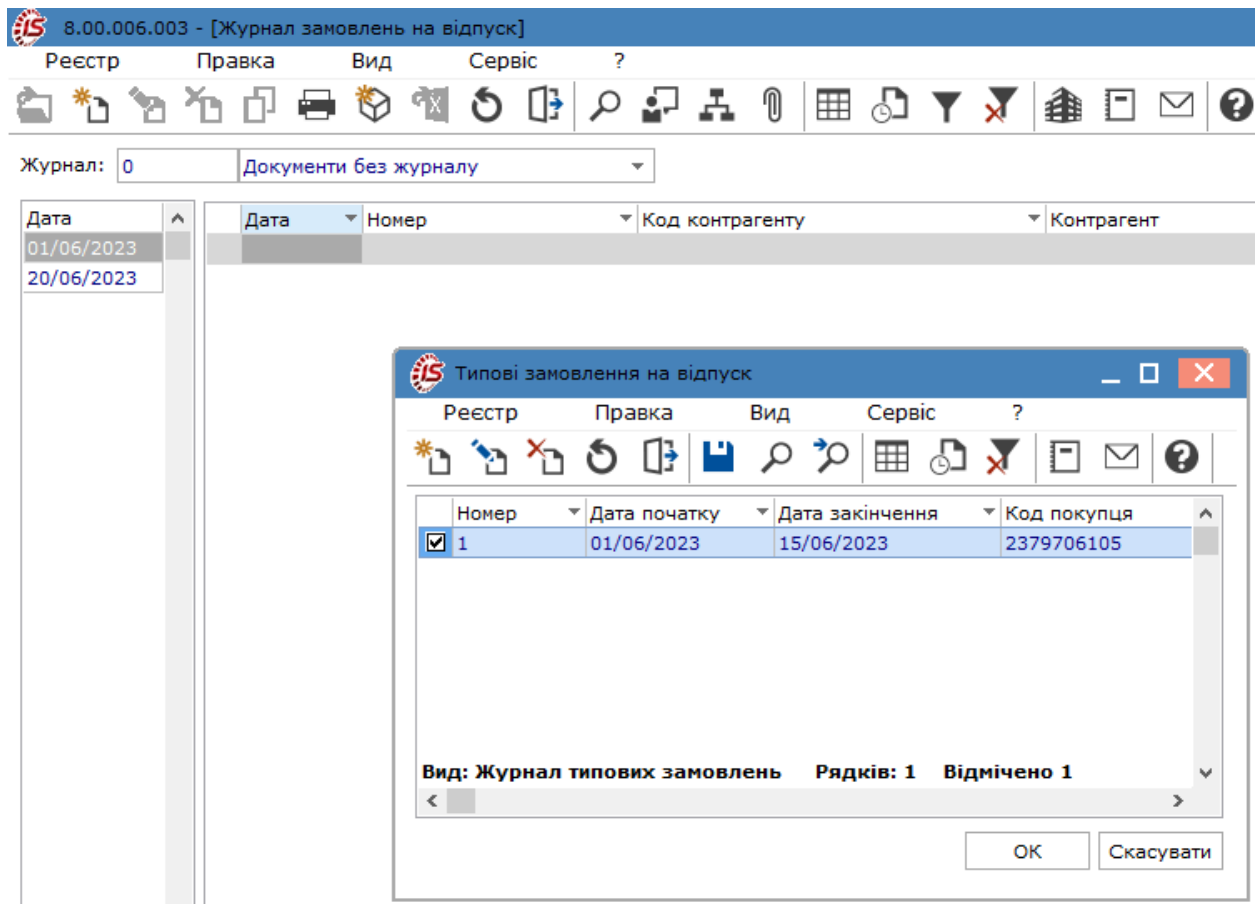 IS 8.00.006.003 - [Журнал замовлень на відпуск]
Реєстр Правка Вид Сервіс ?
Журнал: 0 Документи без журналу
Дата Дата Номер Код контрагенту Контрагент
01/06/2023
20/06/2023
IS Типові замовлення на відпуск
Реєстр Правка Вид Сервіс ?
Номер Дата початку Дата закінчення Код покупця
1 01/06/2023 15/06/2023 2379706105
Вид: Журнал типових замовлень Рядків: 1 Відмічено 1
ОК Скасувати